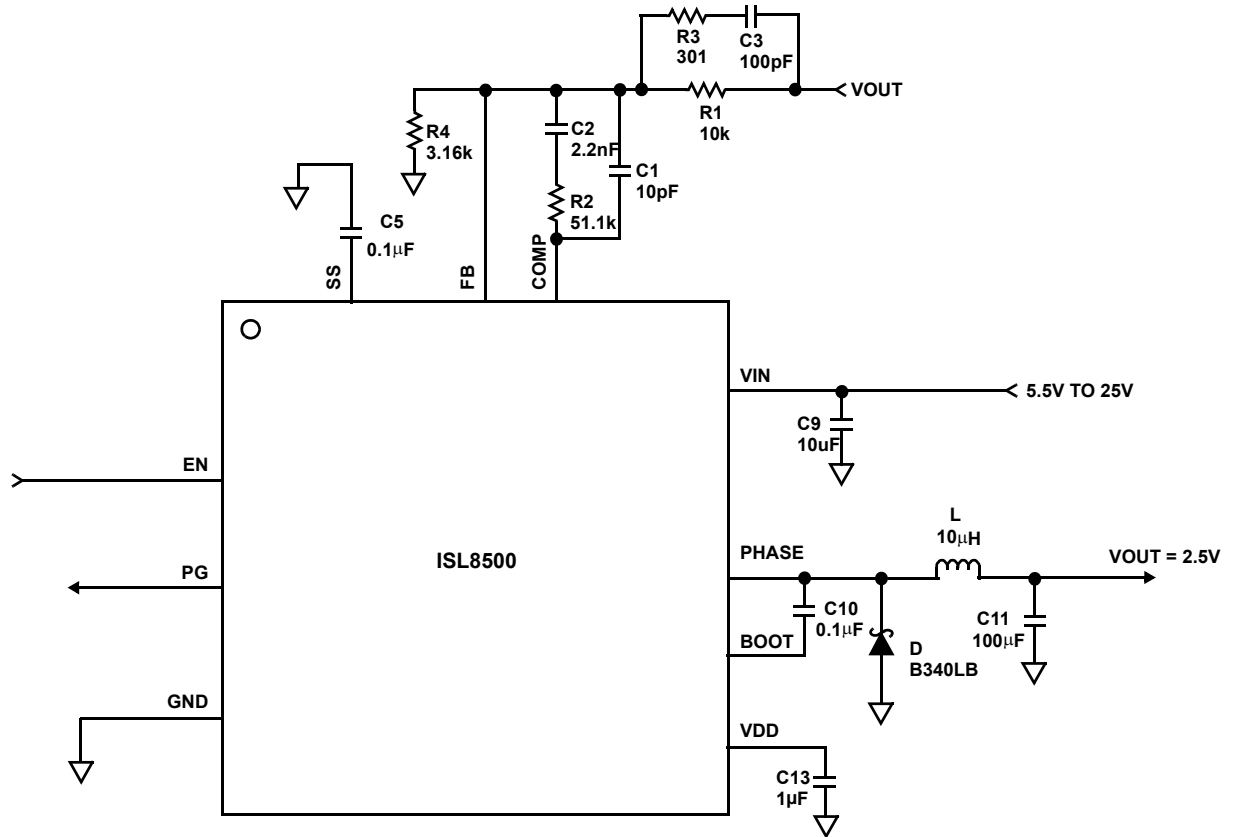 R3
301
C3
100pF
VOUT
R1
10k
R4
3.16k
C2
2.2nF
C1
10pF
R2
51.1k
C5
0.1μF
SS
FB
COMP
VIN
5.5V TO 25V
C9
10uF
EN
ISL8500
PHASE
L
10μH
VOUT = 2.5V
PG
C10
0.1μF
C11
100μF
BOOT
D
B340LB
GND
VDD
C13
1µF